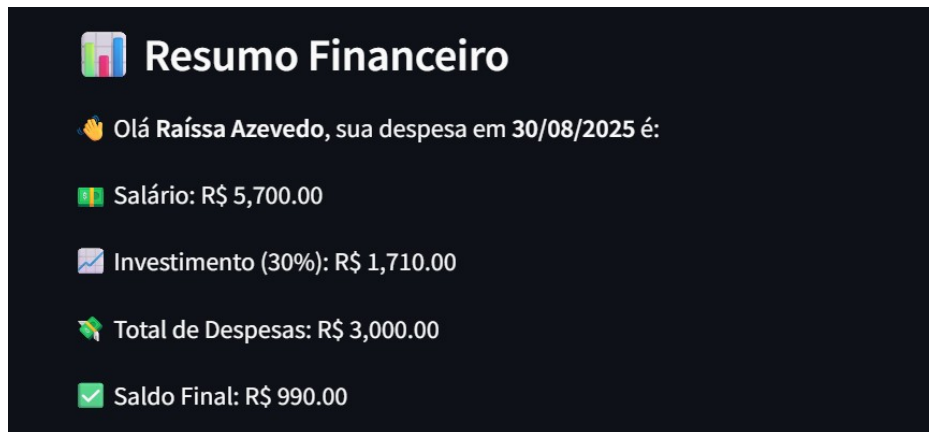 Resumo Financeiro
Olá Raíssa Azevedo, sua despesa em 30/08/2025 é:
Salário: R$ 5,700.00
Investimento (30%): R$ 1,710.00
Total de Despesas: R$ 3,000.00
Saldo Final: R$ 990.00